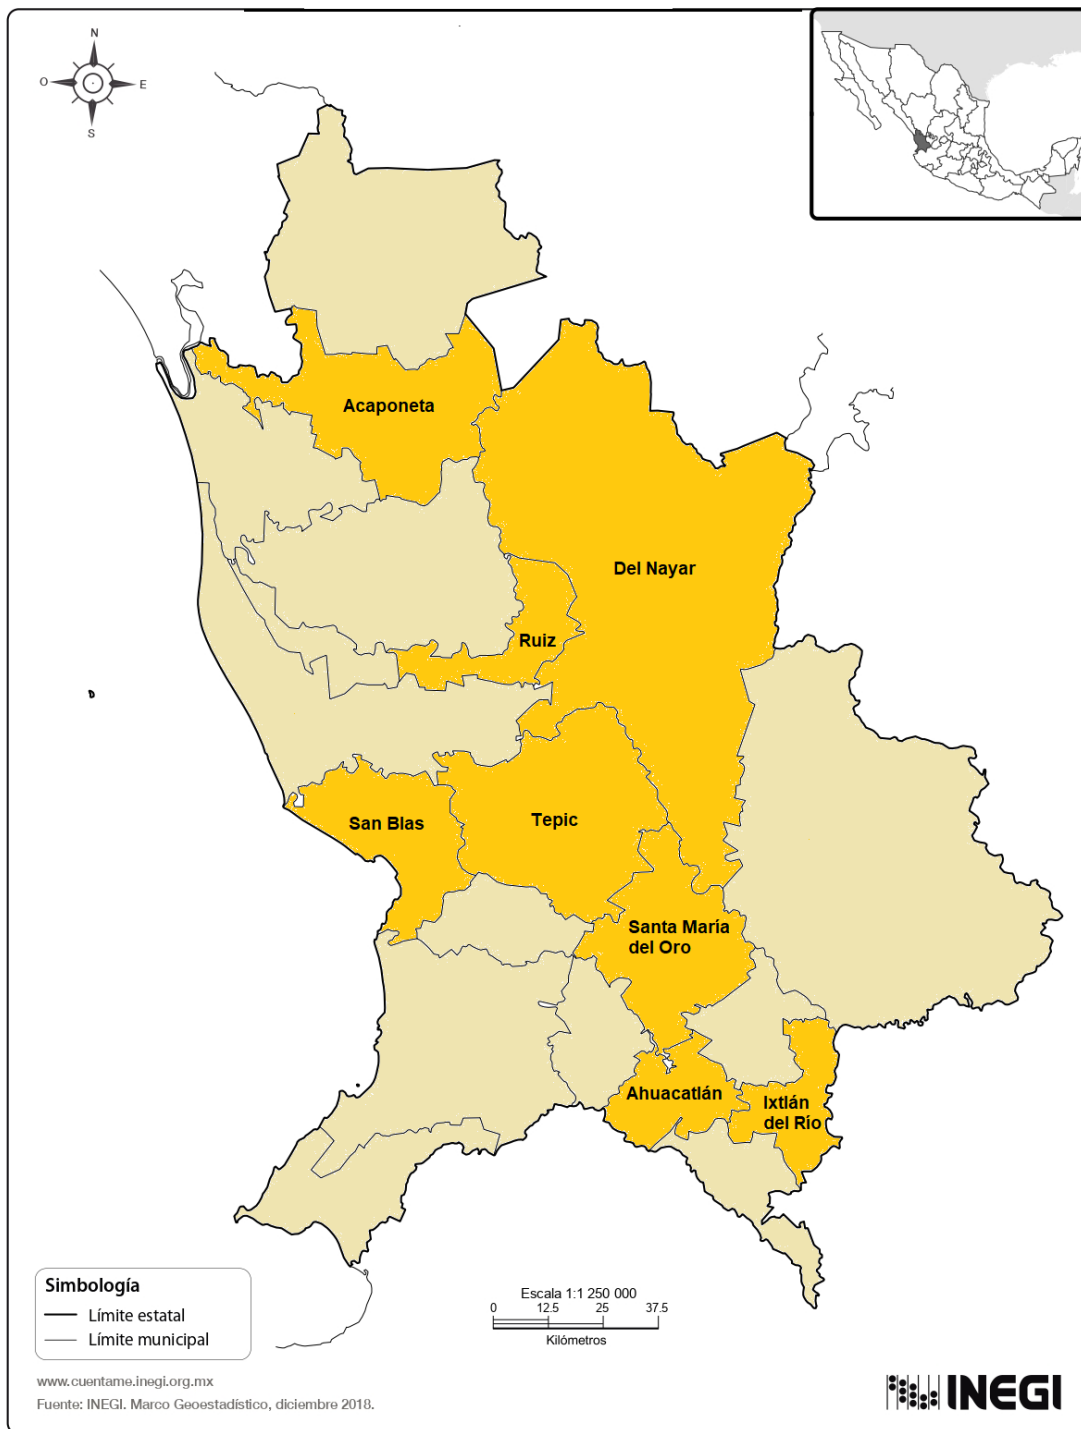 N
O
E
S
Acaponeta
Del Nayar
Ruiz
San Blas
Tepic
Santa María
del Oro
Ahuacatlán
Ixtlán
del Río
Simbología
Límite estatal
Límite municipal
Escala 1:1 250 000
0 12.5 25 37.5
Kilómetros
www.cuentame.inegi.org.mx
Fuente: INEGI. Marco Geoestadístico, diciembre 2018.
INEGI